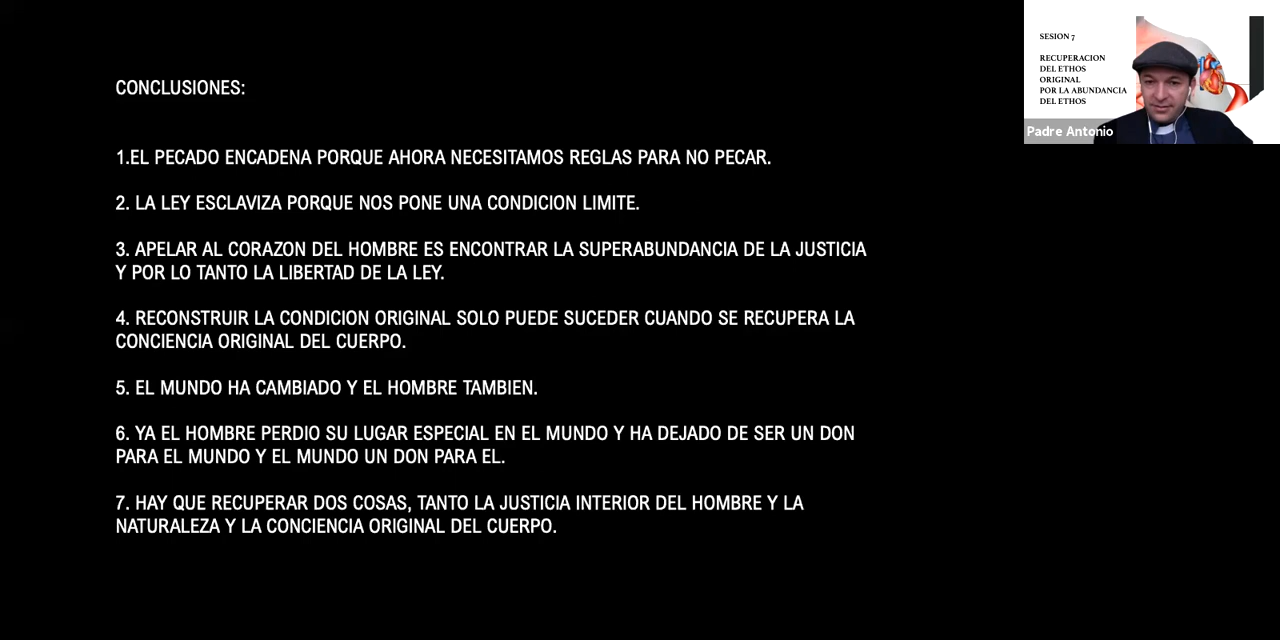 CONCLUSIONES:
1.EL PECADO ENCADENA PORQUE AHORA NECESITAMOS REGLAS PARA NO PECAR.
2. LA LEY ESCLAVIZA PORQUE NOS PONE UNA CONDICION LIMITE.
3. APELAR AL CORAZON DEL HOMBRE ES ENCONTRAR LA SUPERABUNDANCIA DE LA JUSTICIA
Y POR LO TANTO LA LIBERTAD DE LA LEY.
4. RECONSTRUIR LA CONDICION ORIGINAL SOLO PUEDE SUCEDER CUANDO SE RECUPERA LA
CONCIENCIA ORIGINAL DEL CUERPO.
5. EL MUNDO HA CAMBIADO Y EL HOMBRE TAMBIEN.
6. YA EL HOMBRE PERDIO SU LUGAR ESPECIAL EN EL MUNDO Y HA DEJADO DE SER UN DON
PARA EL MUNDO Y EL MUNDO UN DON PARA EL.
7. HAY QUE RECUPERAR DOS COSAS, TANTO LA JUSTICIA INTERIOR DEL HOMBRE Y LA
NATURALEZA Y LA CONCIENCIA ORIGINAL DEL CUERPO.
SESION 7
RECUPERACION
DEL ETHOS
ORIGINAL
POR LA ABUNDANCIA
DEL ETHOS
Padre Antonio